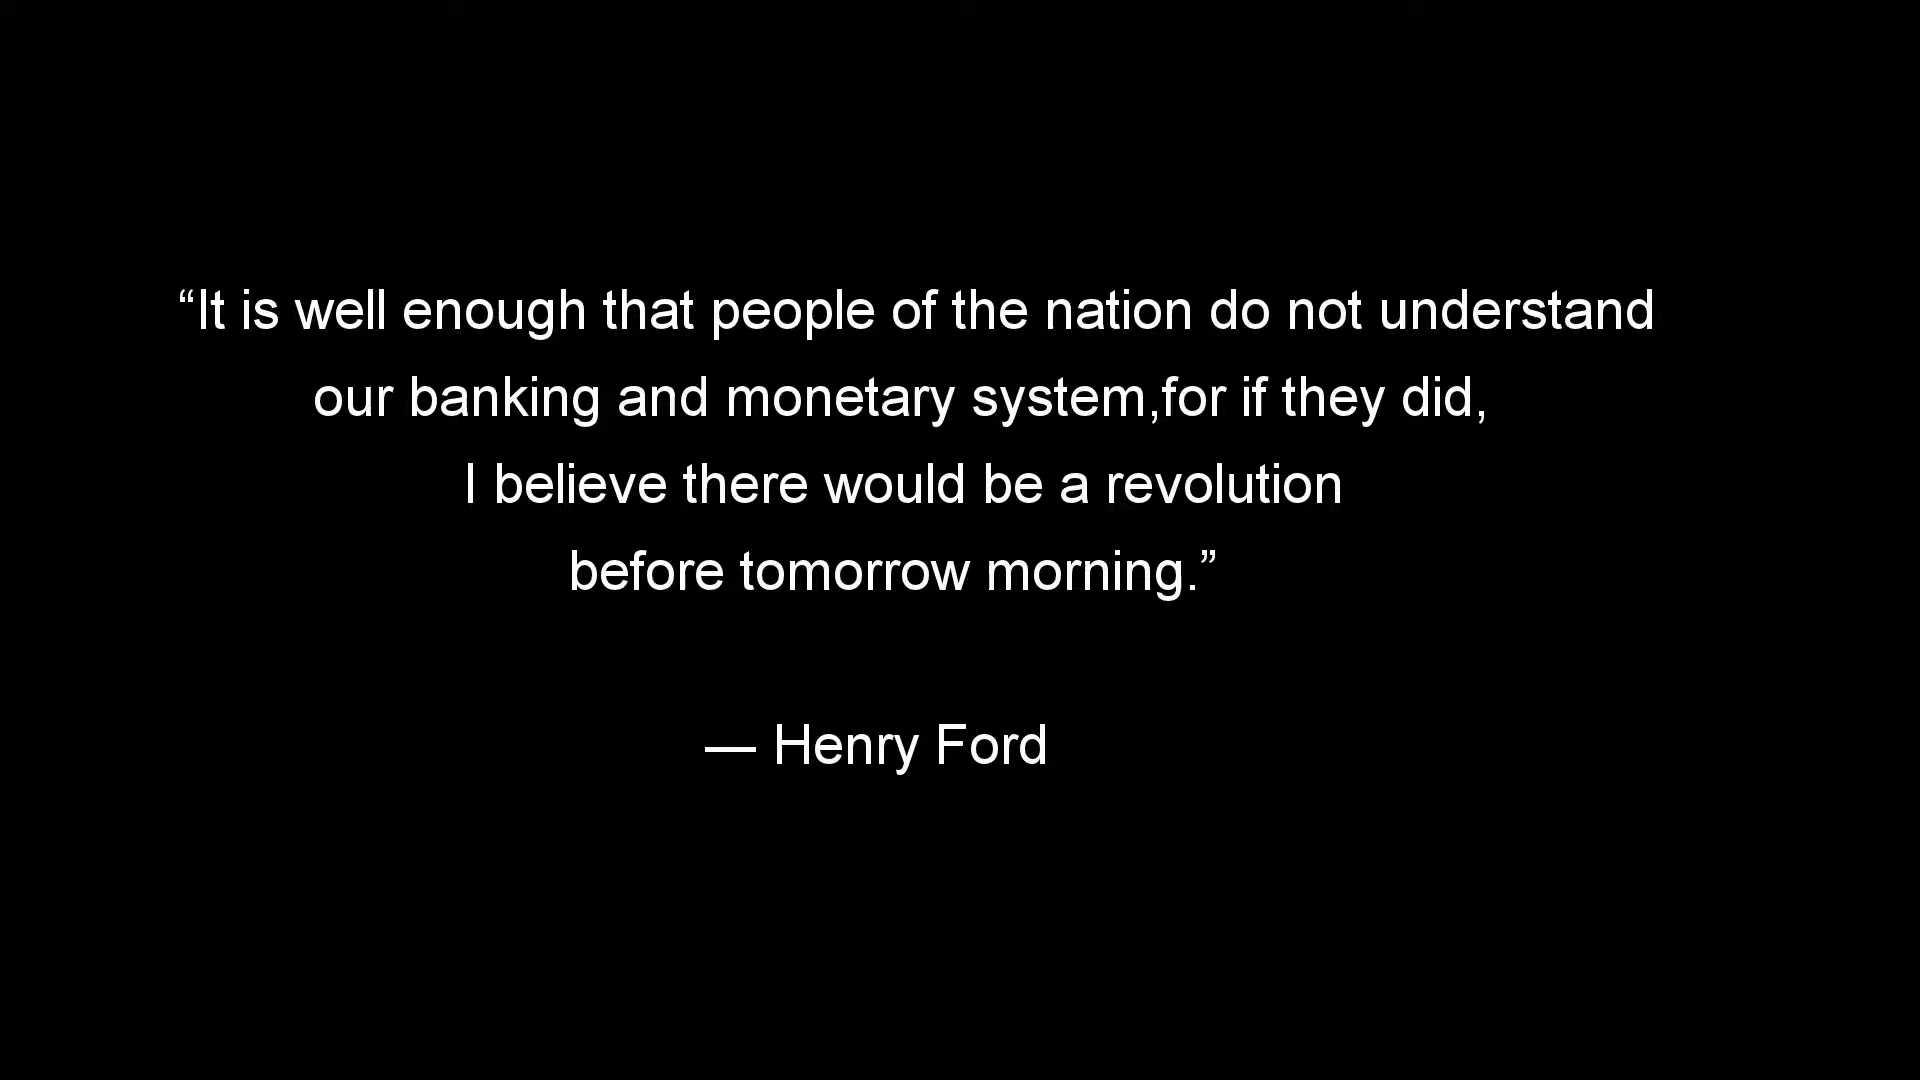 “It is well enough that people of the nation do not understand
our banking and monetary system,for if they did,
I believe there would be a revolution
before tomorrow morning.”
— Henry Ford